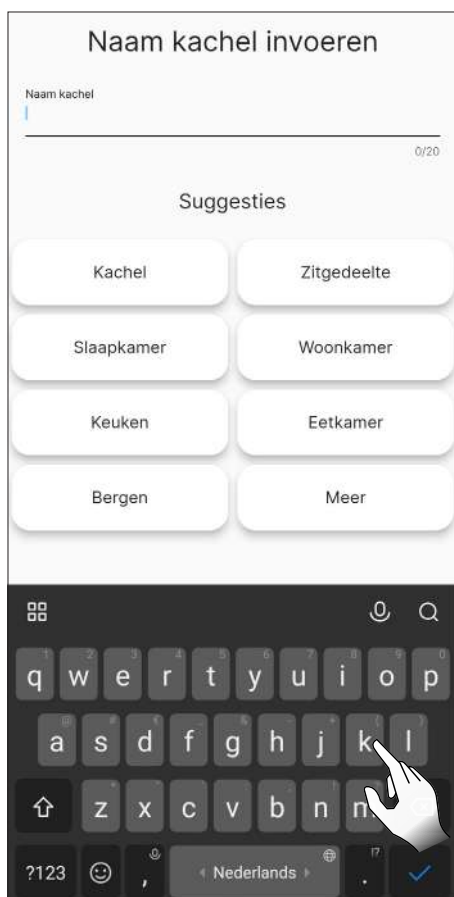 Naam kachel invoeren
Naam kachel
0/20
Suggesties
Kachel Zitgedeelte
Slaapkamer Woonkamer
Keuken Eetkamer
Bergen Meer
q w e r t y u i o p
a s d f g h j k l
z x c v b n m
?123 , Nederlands .